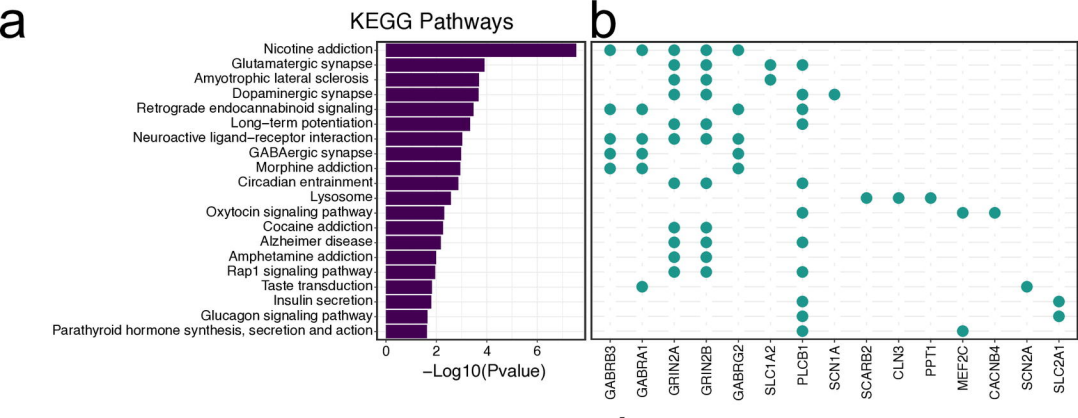 a
KEGG Pathways
b
Nicotine addiction
Glutamatergic synapse
Amyotrophic lateral sclerosis
Dopaminergic synapse
Retrograde endocannabinoid signaling
Long−term potentiation
Neuroactive ligand−receptor interaction
GABAergic synapse
Morphine addiction
Circadian entrainment
Lysosome
Oxytocin signaling pathway
Cocaine addiction
Alzheimer disease
Amphetamine addiction
Rap1 signaling pathway
Taste transduction
Insulin secretion
Glucagon signaling pathway
Parathyroid hormone synthesis, secretion and action
0 2 4 6
−Log10(Pvalue)
GABRB3
GABRA1
GRIN2A
GRIN2B
GABRG2
SLC1A2
PLCB1
SCN1A
SCARB2
CLN3
PPT1
MEF2C
CACNB4
SCN2A
SLC2A1